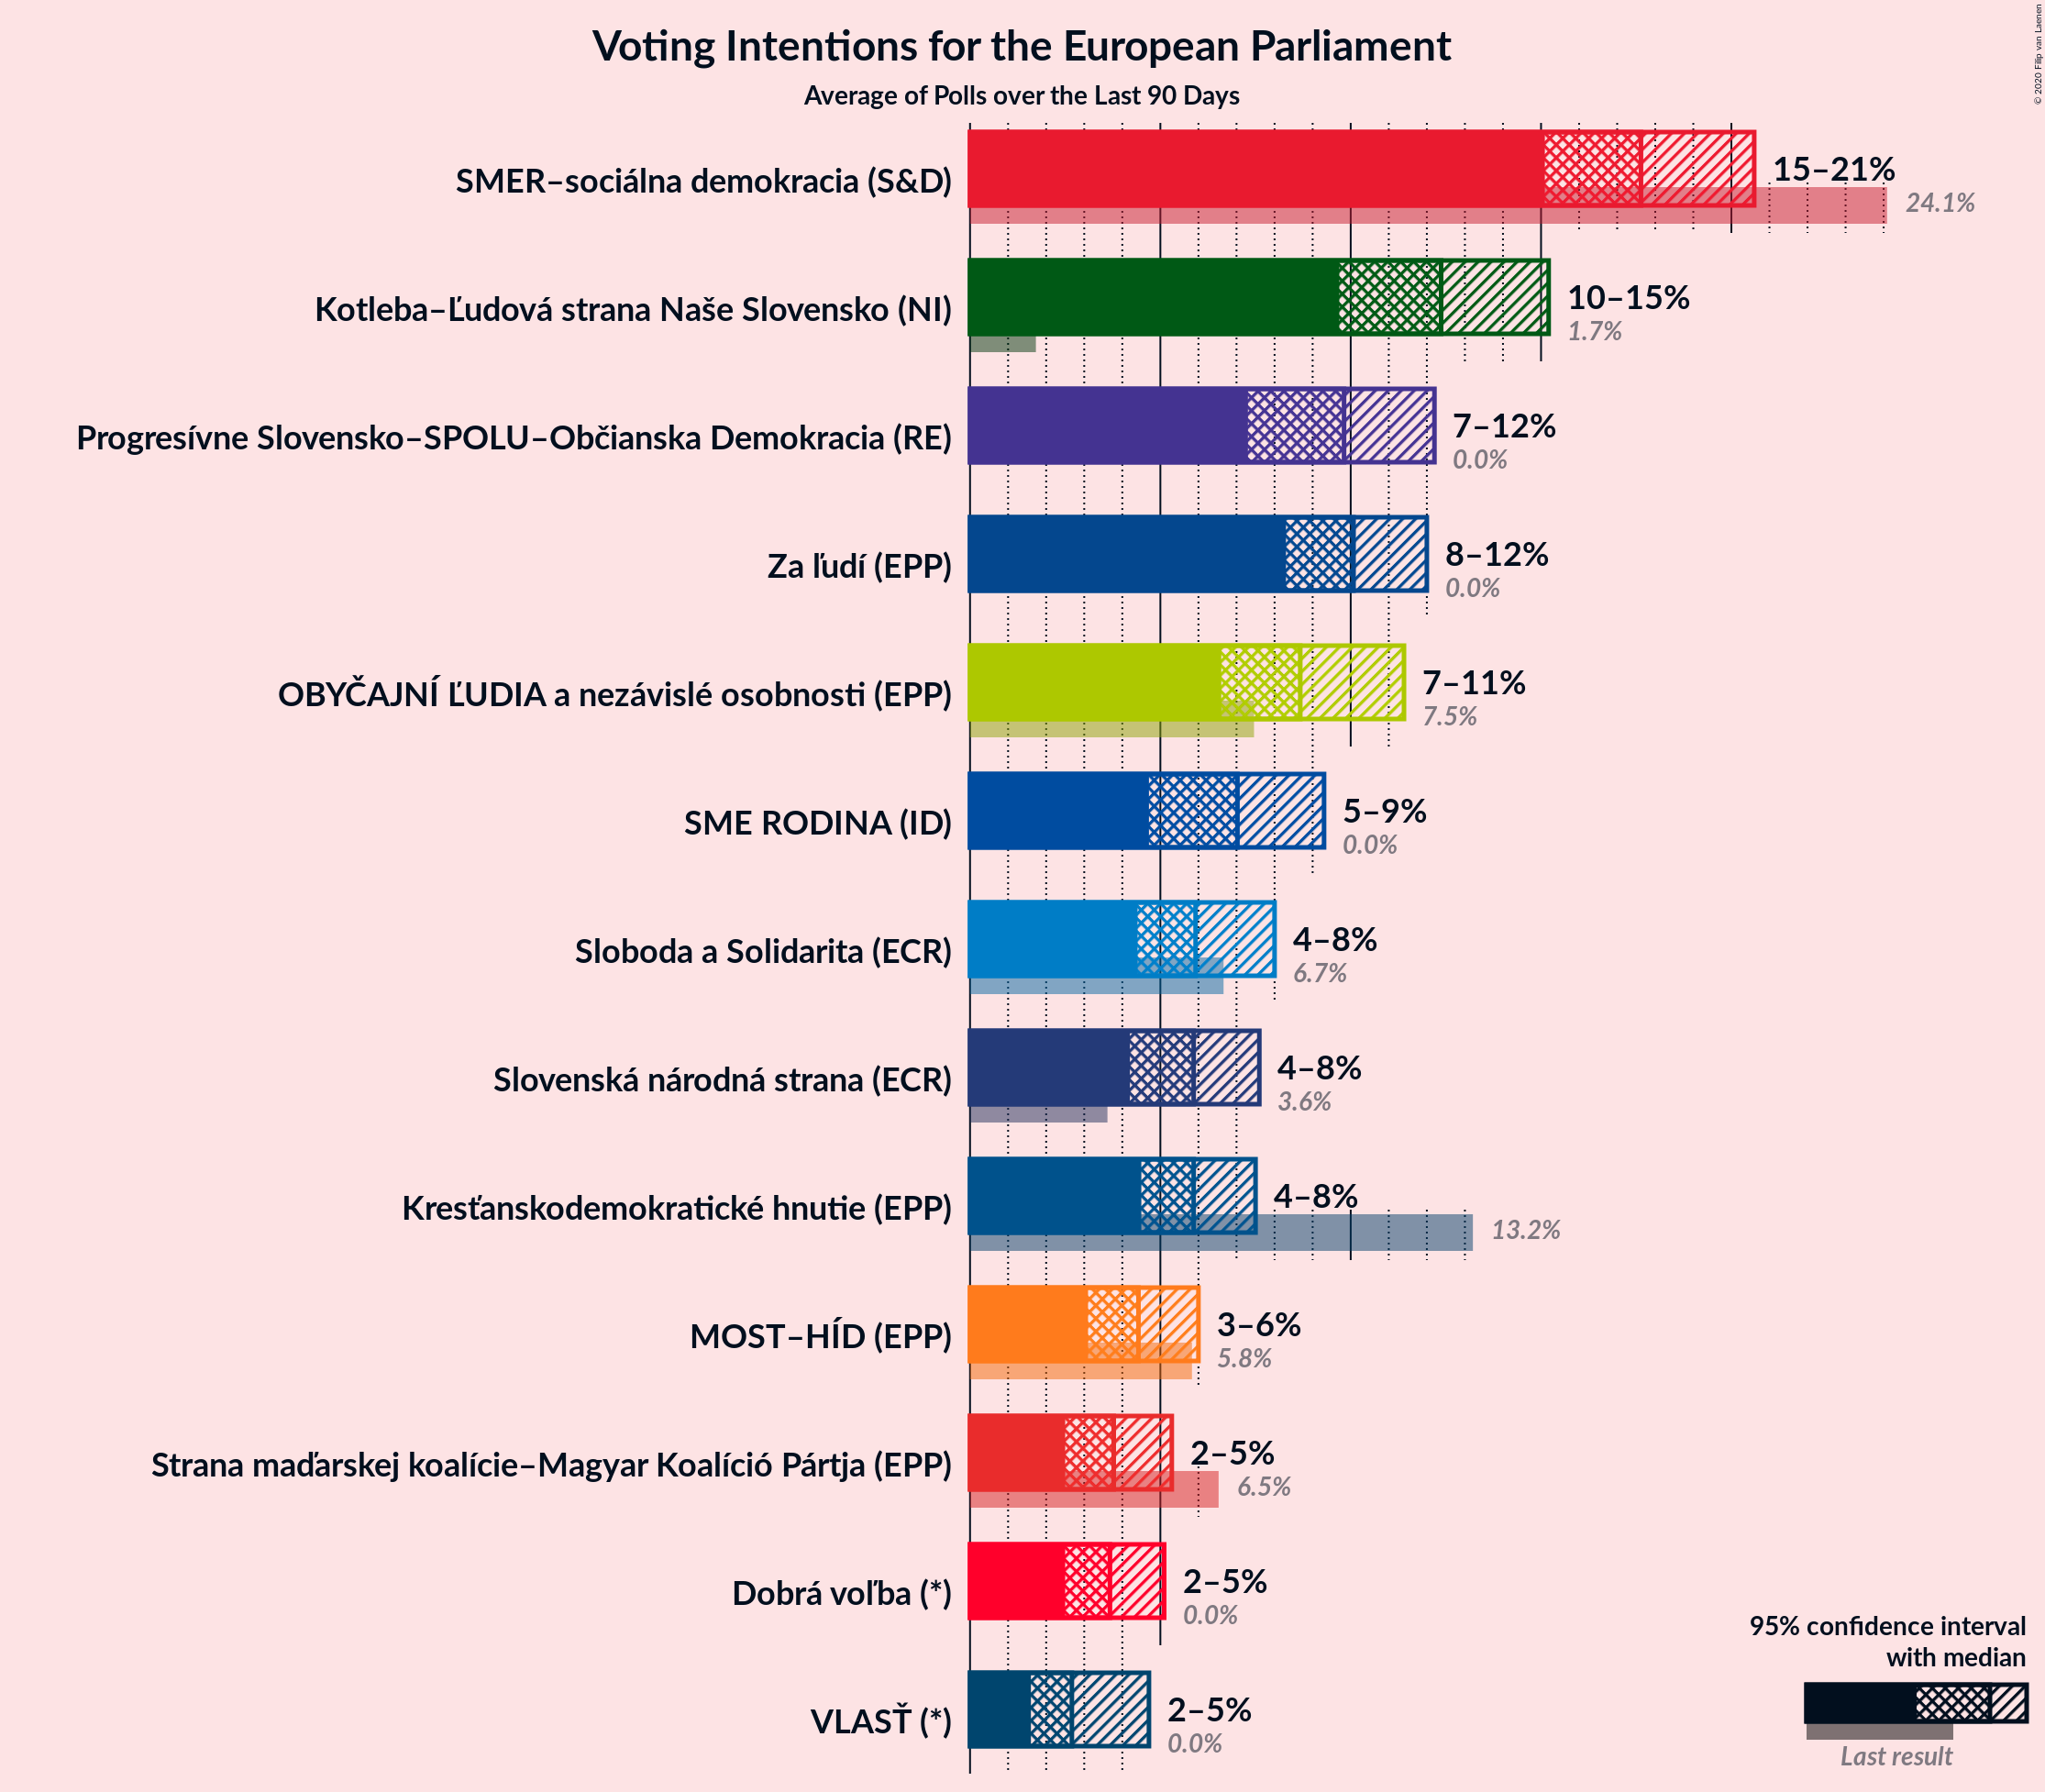 Voting Intentions for the European Parliament
Average of Polls over the Last 90 Days
© 2020 Filip van Laenen
SMER–sociálna demokracia (S&D)
15–21%
24.1%
Kotleba–Ľudová strana Naše Slovensko (NI)
10–15%
1.7%
Progresívne Slovensko–SPOLU–Občianska Demokracia (RE)
7–12%
0.0%
Za ľudí (EPP)
8–12%
0.0%
OBYČAJNÍ ĽUDIA a nezávislé osobnosti (EPP)
7–11%
7.5%
SME RODINA (ID)
5–9%
0.0%
Sloboda a Solidarita (ECR)
4–8%
6.7%
Slovenská národná strana (ECR)
4–8%
3.6%
Kresťanskodemokratické hnutie (EPP)
4–8%
13.2%
MOST–HÍD (EPP)
3–6%
5.8%
Strana maďarskej koalície–Magyar Koalíció Pártja (EPP)
2–5%
6.5%
Dobrá voľba (*)
2–5%
0.0%
VLASŤ (*)
2–5%
0.0%
95% confidence interval
with median
Last result